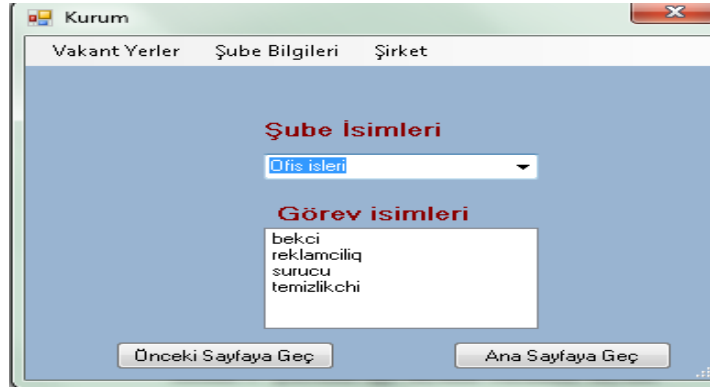 Kurum
Vakant Yerler Şube Bilgileri Şirket
Şube İsimleri
Ofis isleri
Görev isimleri
bekci
reklamciliq
surucu
temizlikchi
Önceki Sayfaya Geç Ana Sayfaya Geç